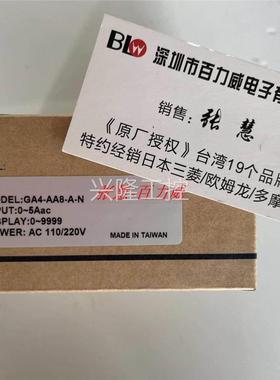 BLW 深圳市百力威电子
销售：张慧
《原厂授权》台湾19个品牌
特约经销日本三菱/欧姆龙/多摩
兴隆
百力威
DEL:GA4-AA8-A-N
PUT:0~5Aac
SPLAY:0~9999
WER: AC 110/220V
MADE IN TAIWAN